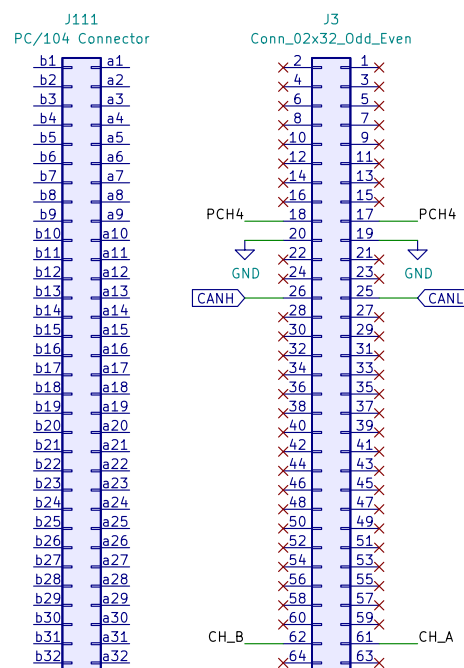 J111
PC/104 Connector
b1 a1
b2 a2
b3 a3
b4 a4
b5 a5
b6 a6
b7 a7
b8 a8
b9 a9
b10 a10
b11 a11
b12 a12
b13 a13
b14 a14
b15 a15
b16 a16
b17 a17
b18 a18
b19 a19
b20 a20
b21 a21
b22 a22
b23 a23
b24 a24
b25 a25
b26 a26
b27 a27
b28 a28
b29 a29
b30 a30
b31 a31
b32 a32
J3
Conn_02x32_Odd_Even
2 1
4 3
6 5
8 7
10 9
12 11
14 13
16 15
PCH4 18 17 PCH4
20 19
GND GND
22 21
24 23
CANH 26 25 CANL
28 27
30 29
32 31
34 33
36 35
38 37
40 39
42 41
44 43
46 45
48 47
50 49
52 51
54 53
56 55
58 57
60 59
CH_B 62 61 CH_A
64 63